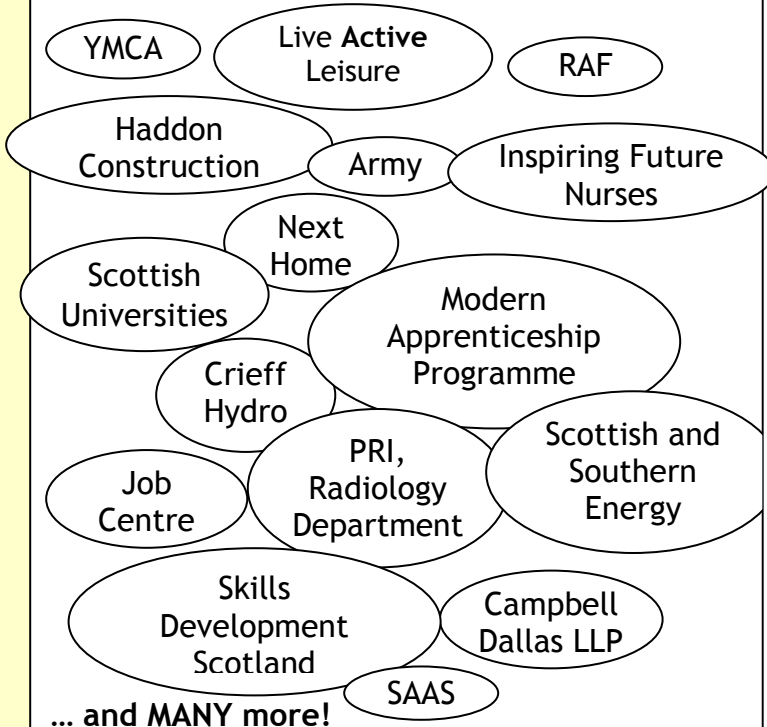 YMCA
Live Active
Leisure
RAF
Haddon
Construction
Army
Inspiring Future
Nurses
Next
Home
Scottish
Universities
Modern
Apprenticeship
Programme
Crieff
Hydro
PRI,
Radiology
Department
Scottish and
Southern
Energy
Job
Centre
Skills
Development
Scotland
Campbell
Dallas LLP
SAAS
... and MANY more!